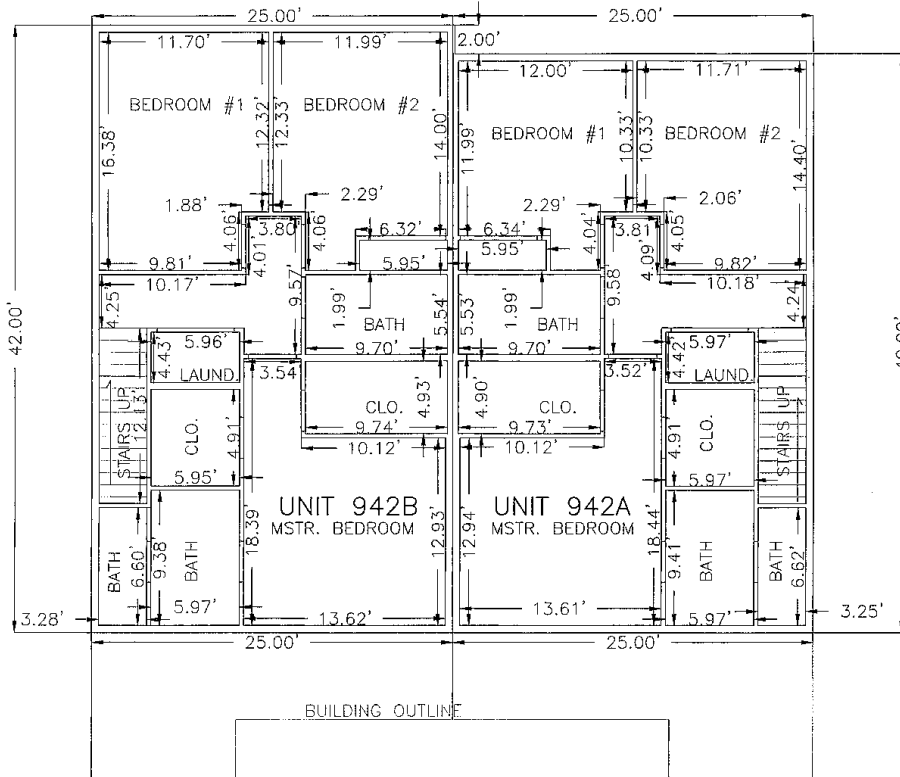 25.00' 25.00'
2.00'
11.70' 11.99'
12.00' 11.71'
BEDROOM #1 BEDROOM #2
BEDROOM #1 BEDROOM #2
16.38' 12.32' 12.33' 14.00' 11.99' 10.33' 10.33' 14.40'
1.88' 2.29' 2.29' 2.06'
4.06' 3.80' 4.06 6.32' 6.34' 4.04' 3.81' 4.05
4.01' 5.95' 5.95' 4.09'
9.81' 9.82'
10.17' 10.18'
42.00'
4.25' 9.57' 1.99' 5.54' 5.53' 1.99' 9.58 4.24'
BATH BATH
4.43' 5.96' 9.70' 9.70' 4.42' 5.97'
LAUND. 3.54' 3.52' LAUND.
4.93' 4.90'
CLO. CLO.
9.74' 9.73'
10.12' 10.12'
STAIRS UP 12.13' CLO. 4.91' 4.91' CLO. STAIRS UP
5.95' 5.97'
UNIT 942B UNIT 942A
MSTR. BEDROOM MSTR. BEDROOM
BATH 6.60' 9.38' BATH 18.39' 12.93' 12.94' 18.44' 9.41' BATH BATH 6.62'
3.28' 5.97' 13.62' 13.61' 5.97' 3.25'
25.00' 25.00'
BUILDING OUTLINE